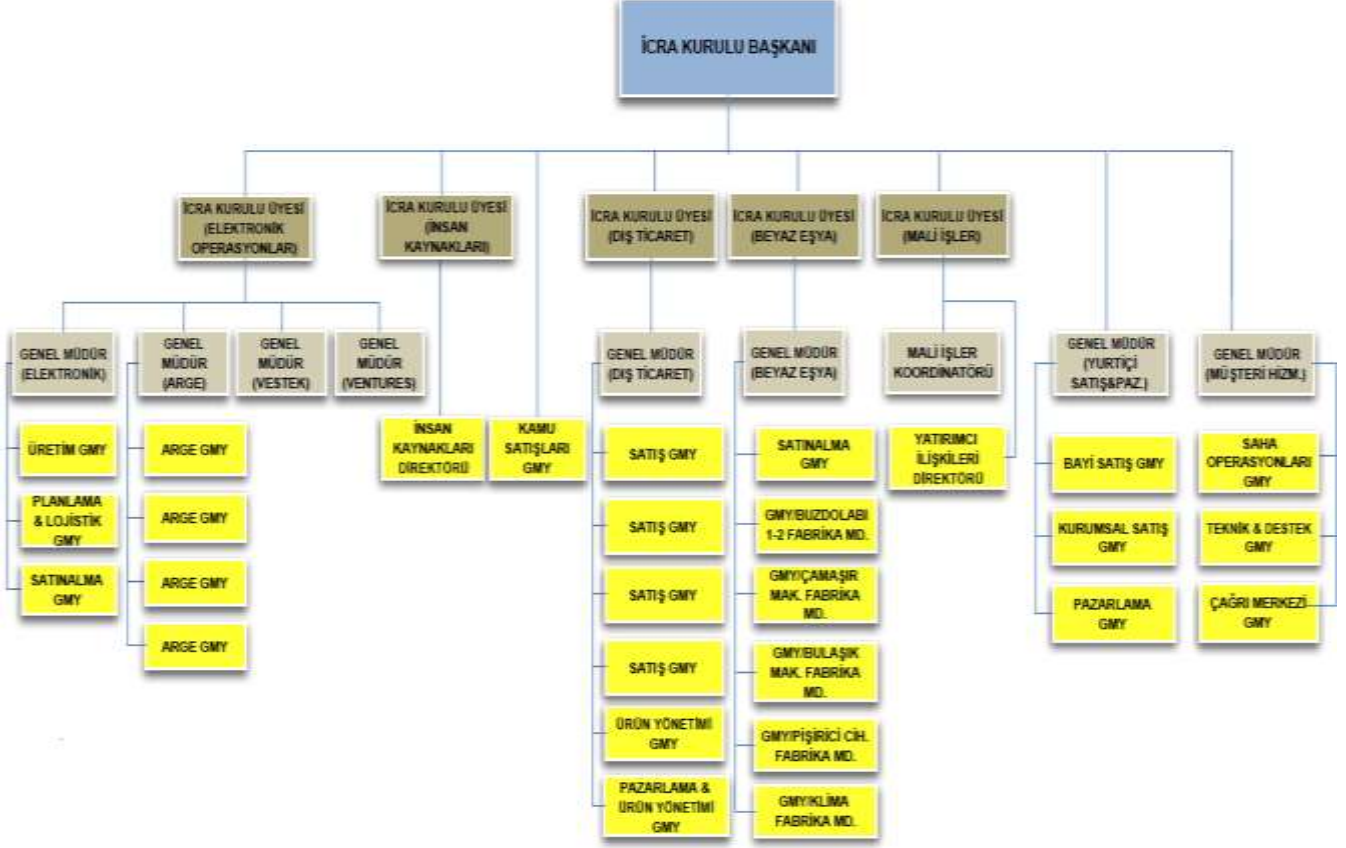 İCRA KURULU BAŞKANI
İCRA KURULU ÜYESİ
(ELEKTRONİK
OPERASYONLAR)
İCRA KURULU ÜYESİ
(İNSAN
KAYNAKLARI)
İCRA KURULU ÜYESİ
(DIŞ TİCARET)
İCRA KURULU ÜYESİ
(BEYAZ EŞYA)
İCRA KURULU ÜYESİ
(MALİ İŞLER)
GENEL MÜDÜR
(ELEKTRONİK)
GENEL
MÜDÜR
(ARGE)
GENEL
MÜDÜR
(VESTEK)
GENEL
MÜDÜR
(VENTURES)
GENEL MÜDÜR
(DIŞ TİCARET)
GENEL MÜDÜR
(BEYAZ EŞYA)
MALİ İŞLER
KOORDİNATÖRÜ
GENEL MÜDÜR
(YURTİÇİ
SATIŞ&PAZ.)
GENEL MÜDÜR
(MÜŞTERİ HİZM.)
ÜRETİM GMY
PLANLAMA
& LOJİSTİK
GMY
SATINALMA
GMY
ARGE GMY
ARGE GMY
ARGE GMY
ARGE GMY
İNSAN
KAYNAKLARI
DİREKTÖRÜ
KAMU
SATIŞLARI
GMY
SATIŞ GMY
SATIŞ GMY
SATIŞ GMY
SATIŞ GMY
ÜRÜN YÖNETİMİ
GMY
PAZARLAMA &
ÜRÜN YÖNETİMİ
GMY
SATINALMA
GMY
GMY/BUZDOLABI
1-2 FABRİKA MD.
GMY/ÇAMAŞIR
MAK. FABRİKA
MD.
GMY/BULAŞIK
MAK. FABRİKA
MD.
GMY/PİŞİRİCİ CİH.
FABRİKA MD.
GMY/KLİMA
FABRİKA MD.
YATIRIMCI
İLİŞKİLERİ
DİREKTÖRÜ
BAYİ SATIŞ GMY
KURUMSAL SATIŞ
GMY
PAZARLAMA
GMY
SAHA
OPERASYONLARI
GMY
TEKNİK & DESTEK
GMY
ÇAĞRI MERKEZİ
GMY